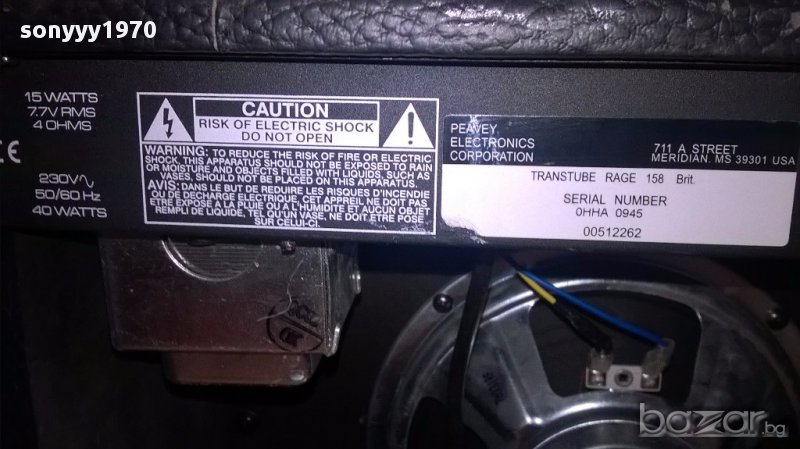 sonyyy1970
15 WATTS
7.7V RMS
4 OHMS
CE
230V∿
50/60 Hz
40 WATTS
CAUTION
RISK OF ELECTRIC SHOCK
DO NOT OPEN
WARNING: TO REDUCE THE RISK OF FIRE OR ELECTRIC
SHOCK, THIS APPARATUS SHOULD NOT BE EXPOSED TO RAIN
OR MOISTURE AND OBJECTS FILLED WITH LIQUIDS, SUCH AS
VASES, SHOULD NOT BE PLACED ON THIS APPARATUS.
AVIS: DANS LE BUT DE REDUIRE LES RISQUES D'INCENDIE
OU DE DECHARGE ELECTRIQUE, CET APPREIL NE DOIT PAS
ETRE EXPOSE A LA PLUIE OU A L'HUMIDITE ET AUCUN OBJET
REMPLI DE LIQUIDE, TEL QU'UN VASE, NE DOIT ETRE POSE
SUR CELUI-CI.
PEAVEY
ELECTRONICS
CORPORATION
711 A STREET
MERIDIAN, MS 39301 USA
TRANSTUBE RAGE 158 Brit.
SERIAL NUMBER
0HHA 0945
00512262
bazar.bg